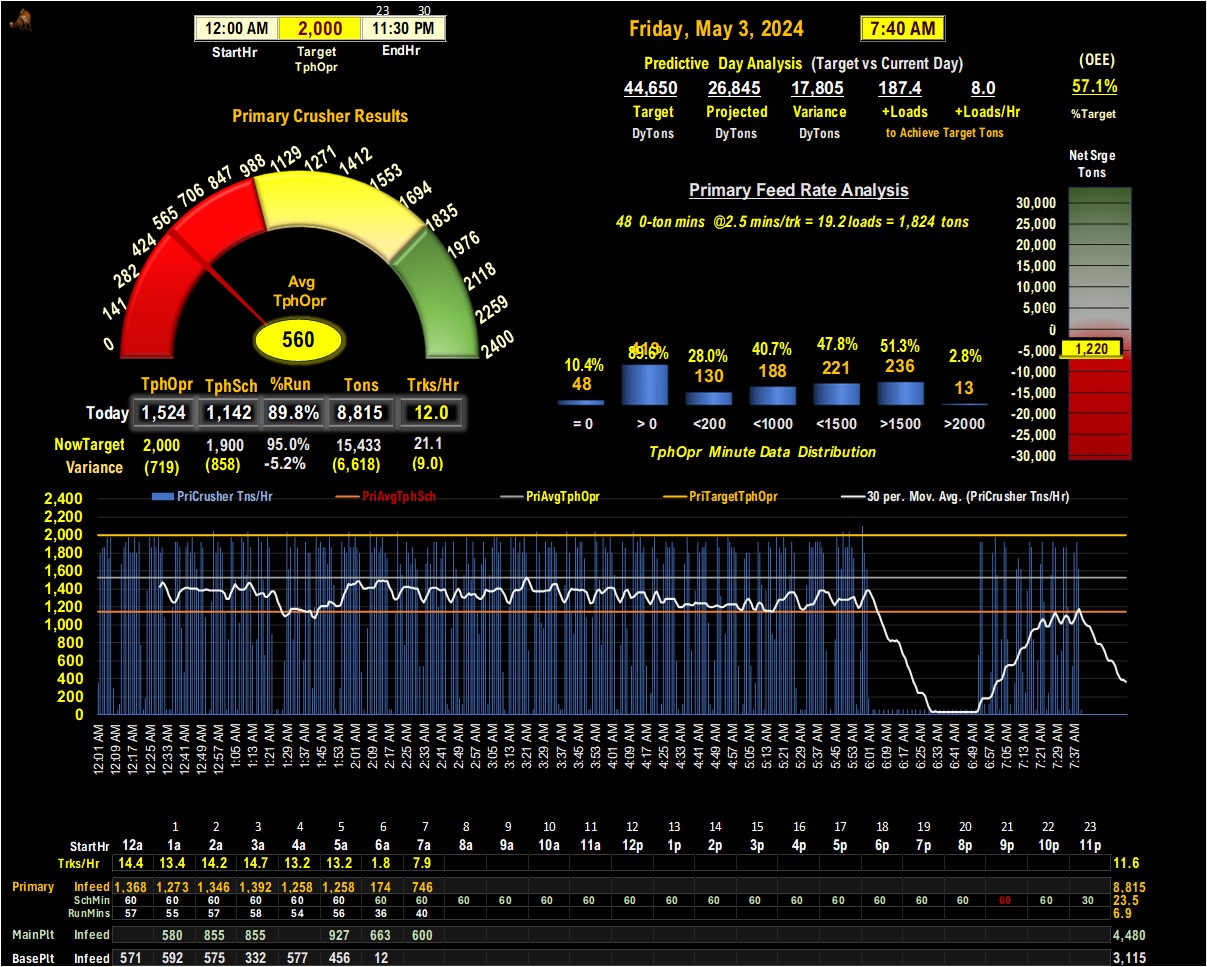 23 30
12:00 AM 2,000 11:30 PM
StartHr Target TphOpr EndHr
Friday, May 3, 2024 7:40 AM
Predictive Day Analysis (Target vs Current Day)
44,650 26,845 17,805 187.4 8.0
Target Projected Variance +Loads +Loads/Hr
DyTons DyTons DyTons to Achieve Target Tons
(OEE)
57.1%
%Target
Primary Crusher Results
0 141 282 424 565 706 847 988 1129 1271 1412 1553 1694 1835 1976 2118 2259 2400
Avg
TphOpr
560
TphOpr TphSch %Run Tons Trks/Hr
Today 1,524 1,142 89.8% 8,815 12.0
NowTarget 2,000 1,900 95.0% 15,433 21.1
Variance (719) (858) -5.2% (6,618) (9.0)
Primary Feed Rate Analysis
48 0-ton mins @2.5 mins/trk = 19.2 loads = 1,824 tons
10.4% 89.6% 28.0% 40.7% 47.8% 51.3% 2.8%
48 413 130 188 221 236 13
= 0 > 0 <200 <1000 <1500 >1500 >2000
TphOpr Minute Data Distribution
Net Srge
Tons
30,000
25,000
20,000
15,000
10,000
5,000
0
-5,000
1,220
-10,000
-15,000
-20,000
-25,000
-30,000
PriCrusher Tns/Hr PriAvgTphSch PriAvgTphOpr PriTargetTphOpr 30 per. Mov. Avg. (PriCrusher Tns/Hr)
2,400
2,200
2,000
1,800
1,600
1,400
1,200
1,000
800
600
400
200
0
12:01 AM 12:09 AM 12:17 AM 12:25 AM 12:33 AM 12:41 AM 12:49 AM 12:57 AM 1:05 AM 1:13 AM 1:21 AM 1:29 AM 1:37 AM 1:45 AM 1:53 AM 2:01 AM 2:09 AM 2:17 AM 2:25 AM 2:33 AM 2:41 AM 2:49 AM 2:57 AM 3:05 AM 3:13 AM 3:21 AM 3:29 AM 3:37 AM 3:45 AM 3:53 AM 4:01 AM 4:09 AM 4:17 AM 4:25 AM 4:33 AM 4:41 AM 4:49 AM 4:57 AM 5:05 AM 5:13 AM 5:21 AM 5:29 AM 5:37 AM 5:45 AM 5:53 AM 6:01 AM 6:09 AM 6:17 AM 6:25 AM 6:33 AM 6:41 AM 6:49 AM 6:57 AM 7:05 AM 7:13 AM 7:21 AM 7:29 AM 7:37 AM
1 2 3 4 5 6 7 8 9 10 11 12 13 14 15 16 17 18 19 20 21 22 23
StartHr 12a 1a 2a 3a 4a 5a 6a 7a 8a 9a 10a 11a 12p 1p 2p 3p 4p 5p 6p 7p 8p 9p 10p 11p
Trks/Hr 14.4 13.4 14.2 14.7 13.2 13.2 1.8 7.9 11.6
Primary Infeed 1,368 1,273 1,346 1,392 1,258 1,258 174 746 8,815
SchMin 60 60 60 60 60 60 60 60 60 60 60 60 60 60 60 60 60 60 60 60 60 60 60 30 23.5
RunMins 57 55 57 58 54 56 36 40 6.9
MainPlt Infeed 580 855 855 927 663 600 4,480
BasePlt Infeed 571 592 575 332 577 456 12 3,115